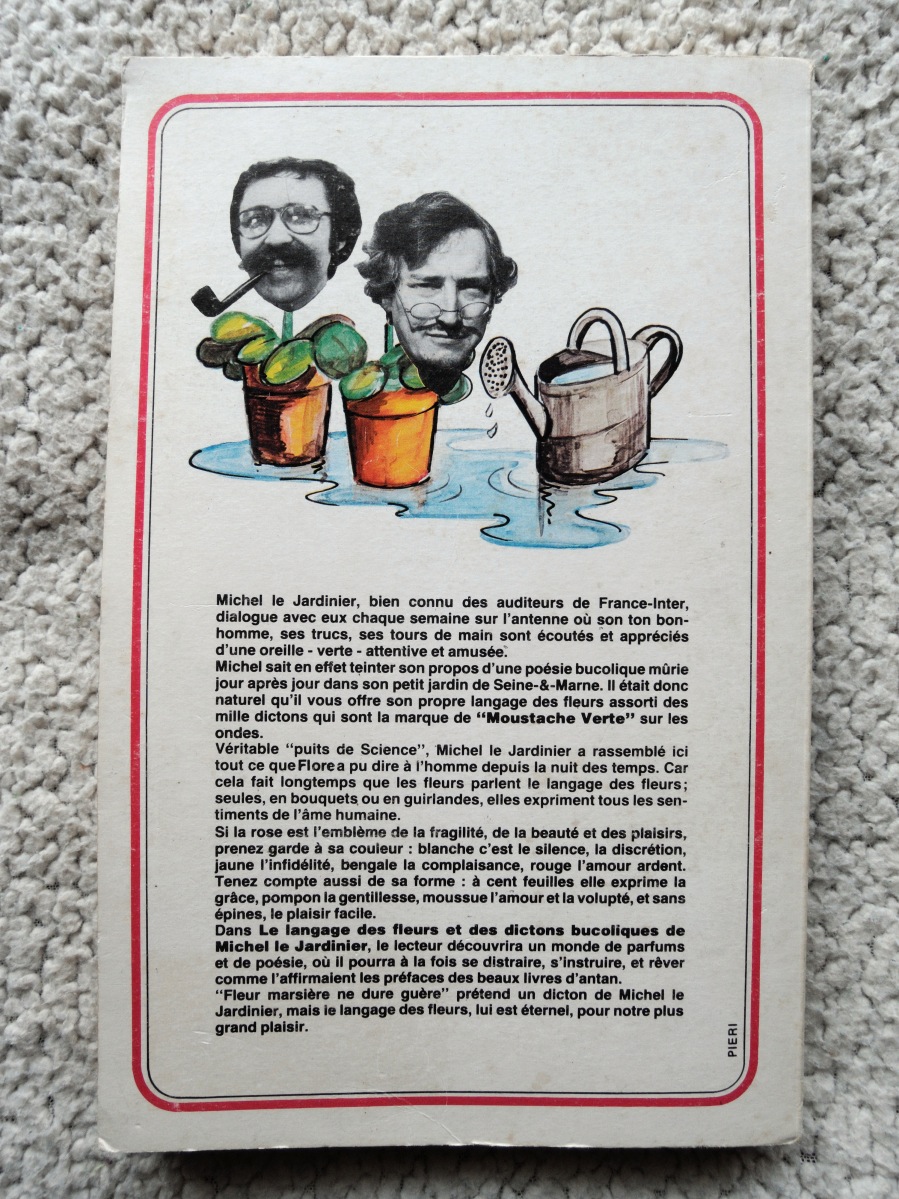 Michel le Jardinier, bien connu des auditeurs de France-Inter,
dialogue avec eux chaque semaine sur l'antenne où son ton bon-
homme, ses trucs, ses tours de main sont écoutés et appréciés
d'une oreille - verte - attentive et amusée.
Michel sait en effet teinter son propos d'une poésie bucolique mûrie
jour après jour dans son petit jardin de Seine-&-Marne. Il était donc
naturel qu'il vous offre son propre langage des fleurs assorti des
mille dictons qui sont la marque de "Moustache Verte" sur les
ondes.
Véritable "puits de Science", Michel le Jardinier a rassemblé ici
tout ce que Flore a pu dire à l'homme depuis la nuit des temps. Car
cela fait longtemps que les fleurs parlent le langage des fleurs;
seules, en bouquets ou en guirlandes, elles expriment tous les sen-
timents de l'âme humaine.
Si la rose est l'emblème de la fragilité, de la beauté et des plaisirs,
prenez garde à sa couleur : blanche c'est le silence, la discrétion,
jaune l'infidélité, bengale la complaisance, rouge l'amour ardent.
Tenez compte aussi de sa forme : à cent feuilles elle exprime la
grâce, pompon la gentillesse, moussue l'amour et la volupté, et sans
épines, le plaisir facile.
Dans Le langage des fleurs et des dictons bucoliques de
Michel le Jardinier, le lecteur découvrira un monde de parfums
et de poésie, où il pourra à la fois se distraire, s'instruire, et rêver
comme l'affirmaient les préfaces des beaux livres d'antan.
"Fleur marsière ne dure guère" prétend un dicton de Michel le
Jardinier, mais le langage des fleurs, lui est éternel, pour notre plus
grand plaisir.
PIERI